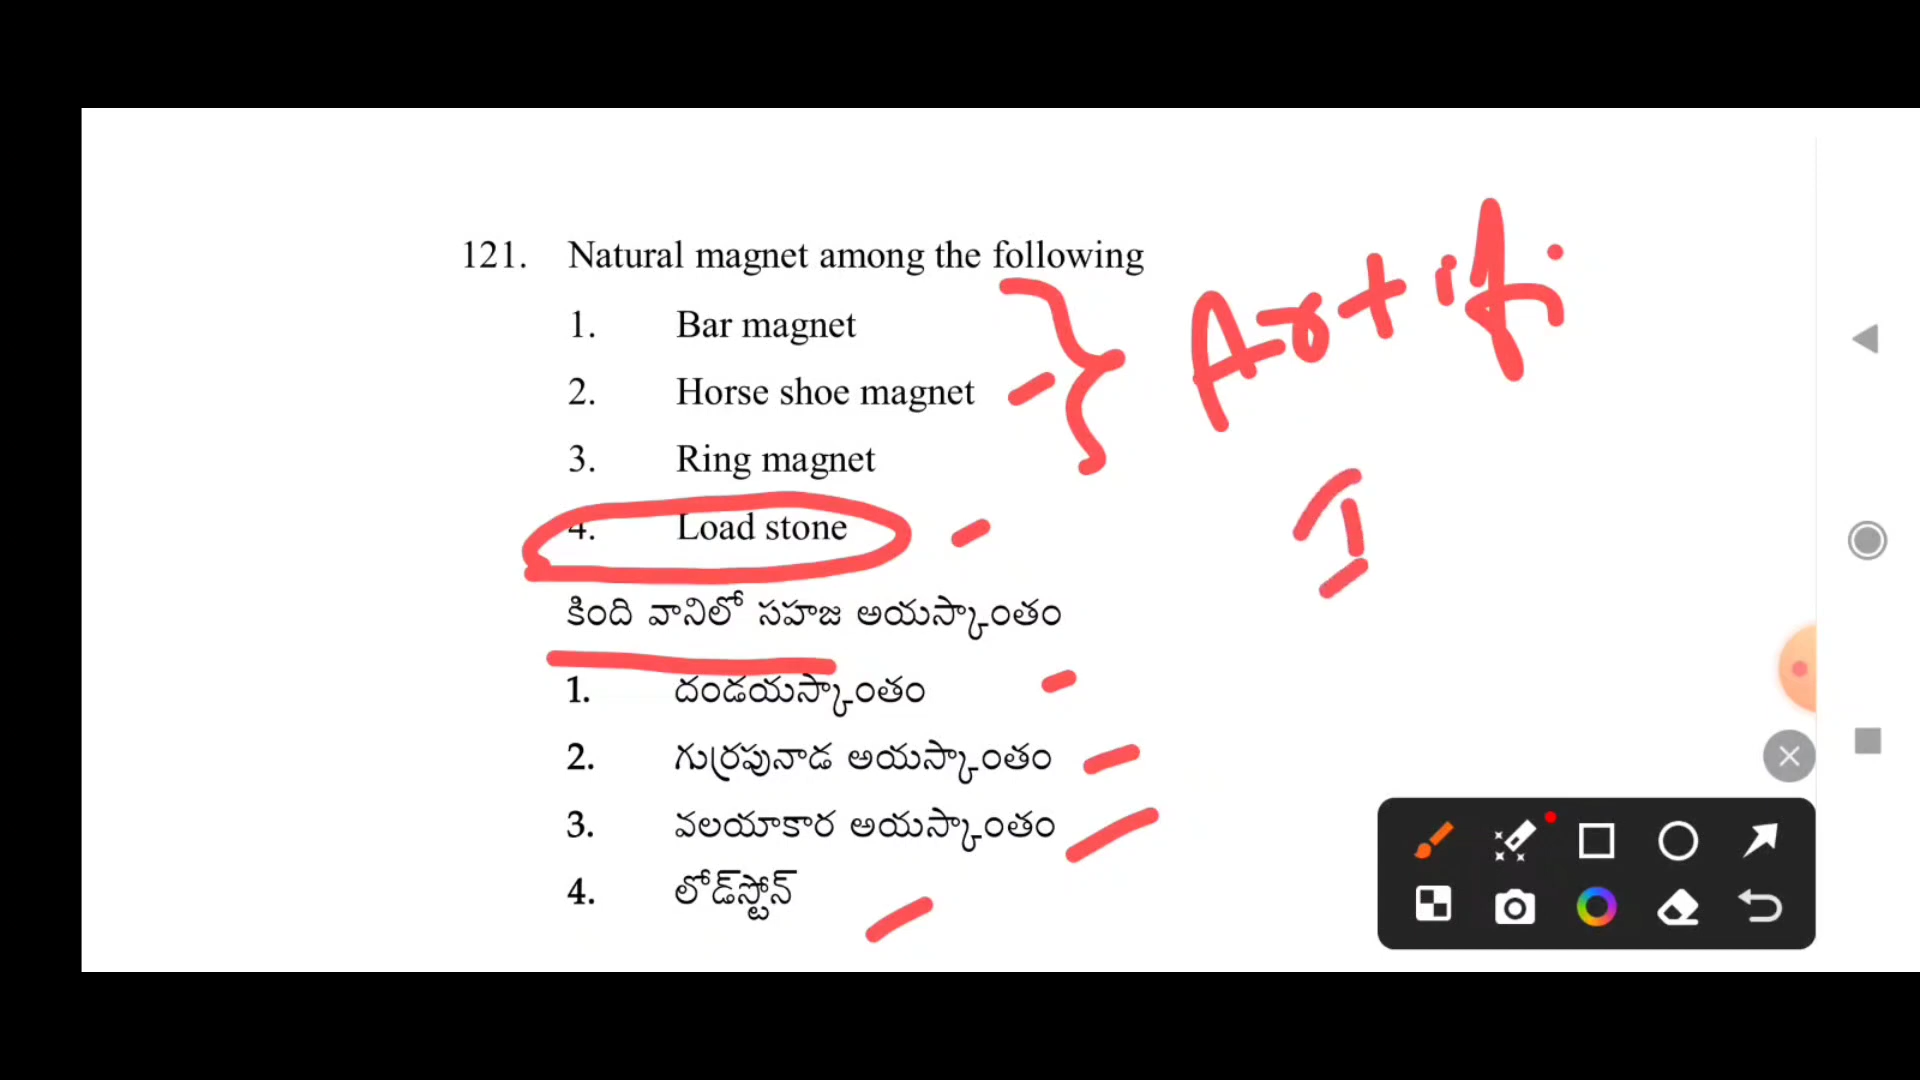 121. Natural magnet among the following
1. Bar magnet
2. Horse shoe magnet
3. Ring magnet
4. Load stone
Artifi
I
కింది వానిలో సహజ అయస్కాంతం
1. దండయస్కాంతం
2. గుర్రపునాడ అయస్కాంతం
3. వలయాకార అయస్కాంతం
4. లోడ్‌స్టోన్